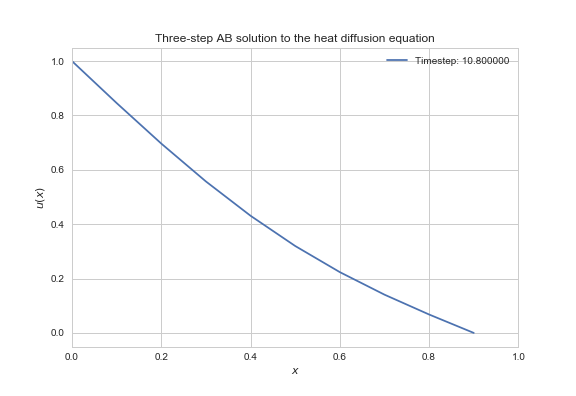 Three-step AB solution to the heat diffusion equation
Timestep: 10.800000
1.0
0.8
0.6
0.4
0.2
0.0
u(x)
0.0 0.2 0.4 0.6 0.8 1.0
x